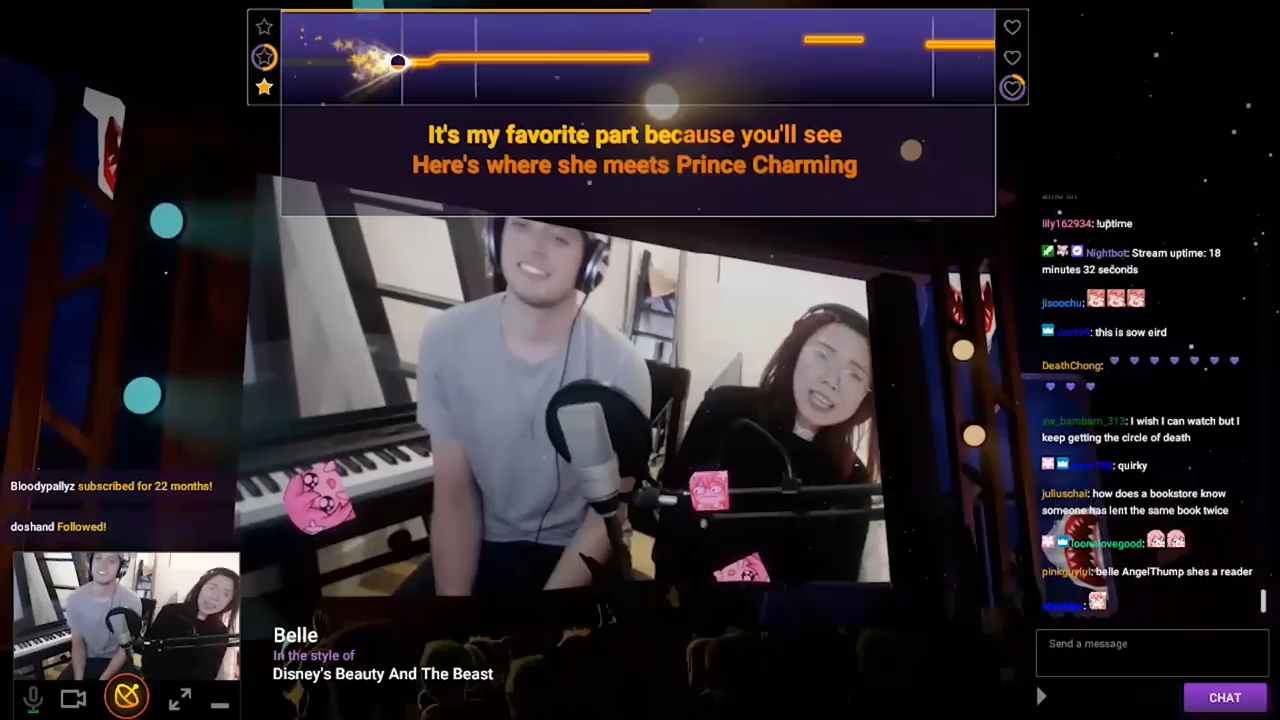 It's my favorite part because you'll see
Here's where she meets Prince Charming
lily162934: !uptime
Nightbot: Stream uptime: 18
minutes 32 seconds
jisoochu:
: this is sow eird
DeathChong:
: I wish I can watch but I
keep getting the circle of death
: quirky
juliuschai: how does a bookstore know
someone has lent the same book twice
loonalovegood:
pinkguylul: belle AngelThump shes a reader
Bloodypallyz subscribed for 22 months!
doshand Followed!
Belle
In the style of
Disney's Beauty And The Beast
Send a message
CHAT